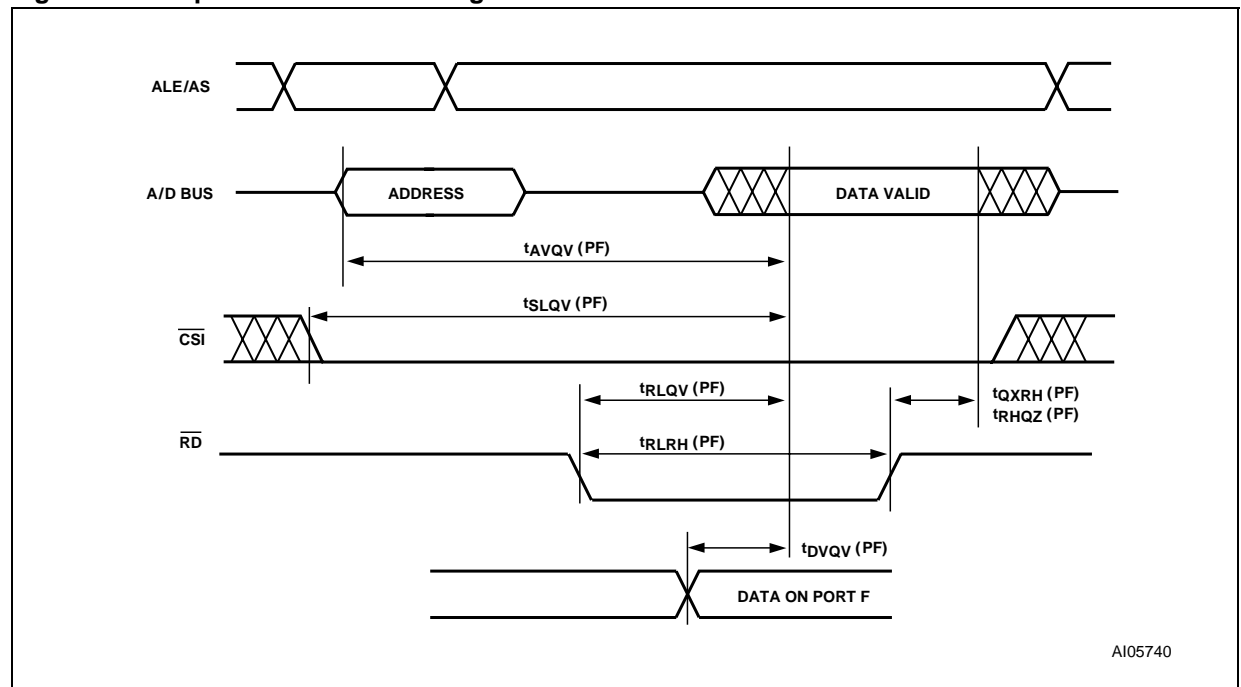 ALE/AS
A/D BUS
ADDRESS
DATA VALID
tAVQV (PF)
tSLQV (PF)
CSI
tRLQV (PF)
tQXRH (PF)
tRHQZ (PF)
RD
tRLRH (PF)
tDVQV (PF)
DATA ON PORT F
AI05740